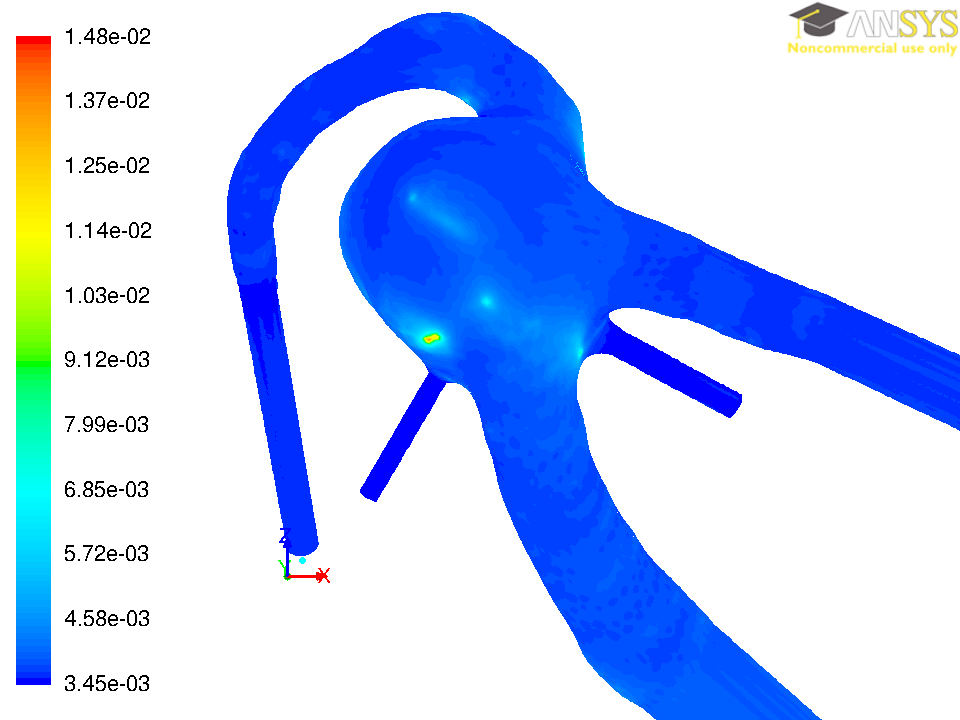 1.48e-02
1.37e-02
1.25e-02
1.14e-02
1.03e-02
9.12e-03
7.99e-03
6.85e-03
5.72e-03
4.58e-03
3.45e-03
ANSYS
Noncommercial use only
Z
Y
X